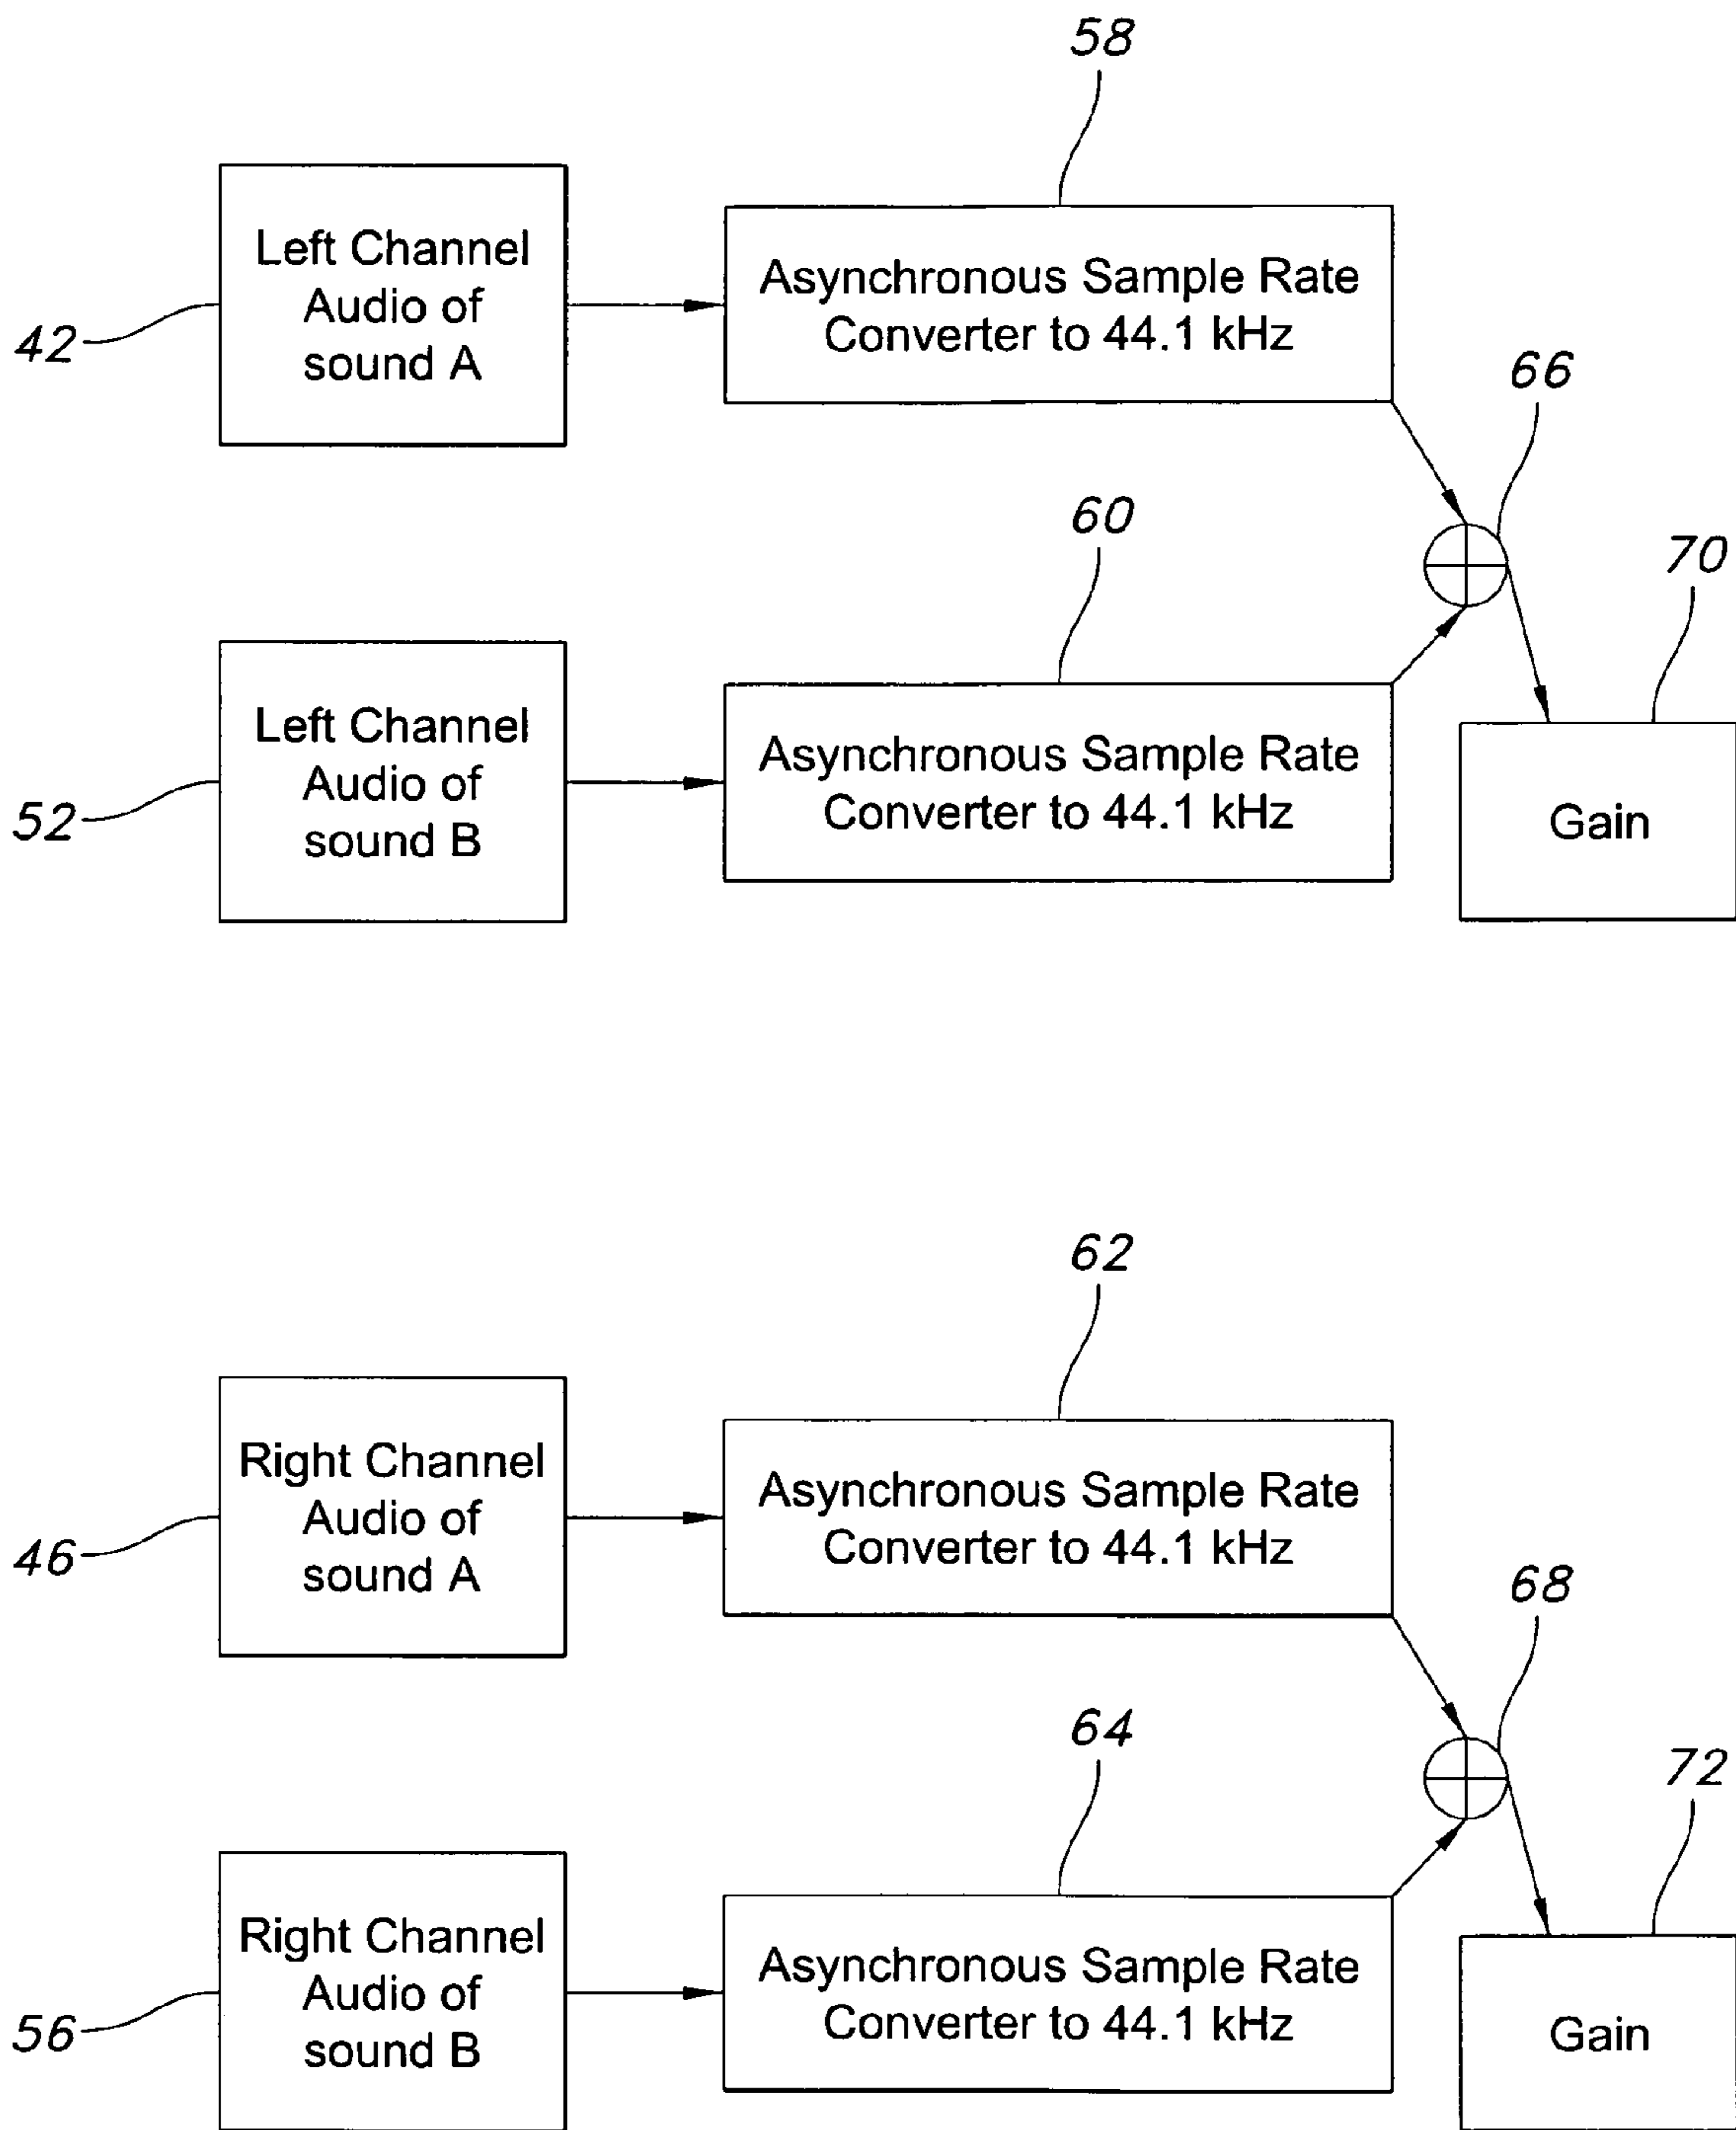 58
Left Channel
Audio of
sound A
Asynchronous Sample Rate
Converter to 44.1 kHz
42
66
60
70
Left Channel
Audio of
sound B
Asynchronous Sample Rate
Converter to 44.1 kHz
52
Gain
62
Right Channel
Audio of
sound A
Asynchronous Sample Rate
Converter to 44.1 kHz
46
68
64
72
Right Channel
Audio of
sound B
Asynchronous Sample Rate
Converter to 44.1 kHz
56
Gain